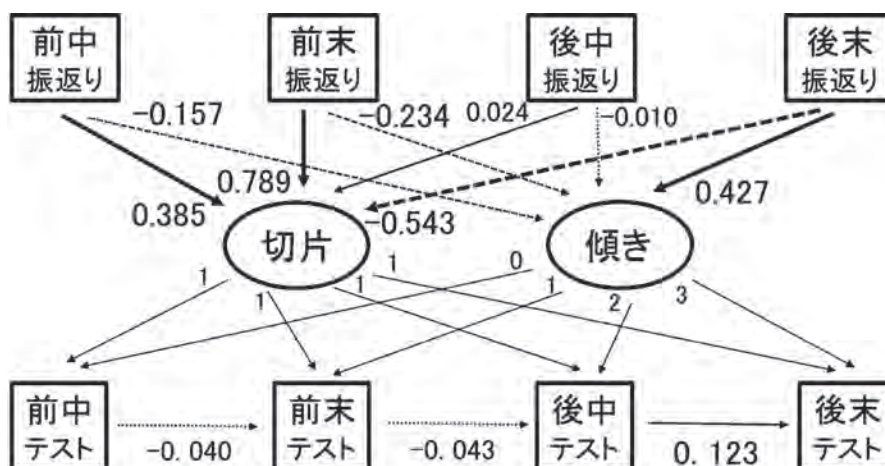 前中
振返り
前末
振返り
後中
振返り
後末
振返り
-0.157
-0.234
0.024
-0.010
0.789
0.427
0.385
-0.543
切片
傾き
1
1
1
1
0
1
2
3
前中
テスト
前末
テスト
後中
テスト
後末
テスト
-0.040
-0.043
0.123